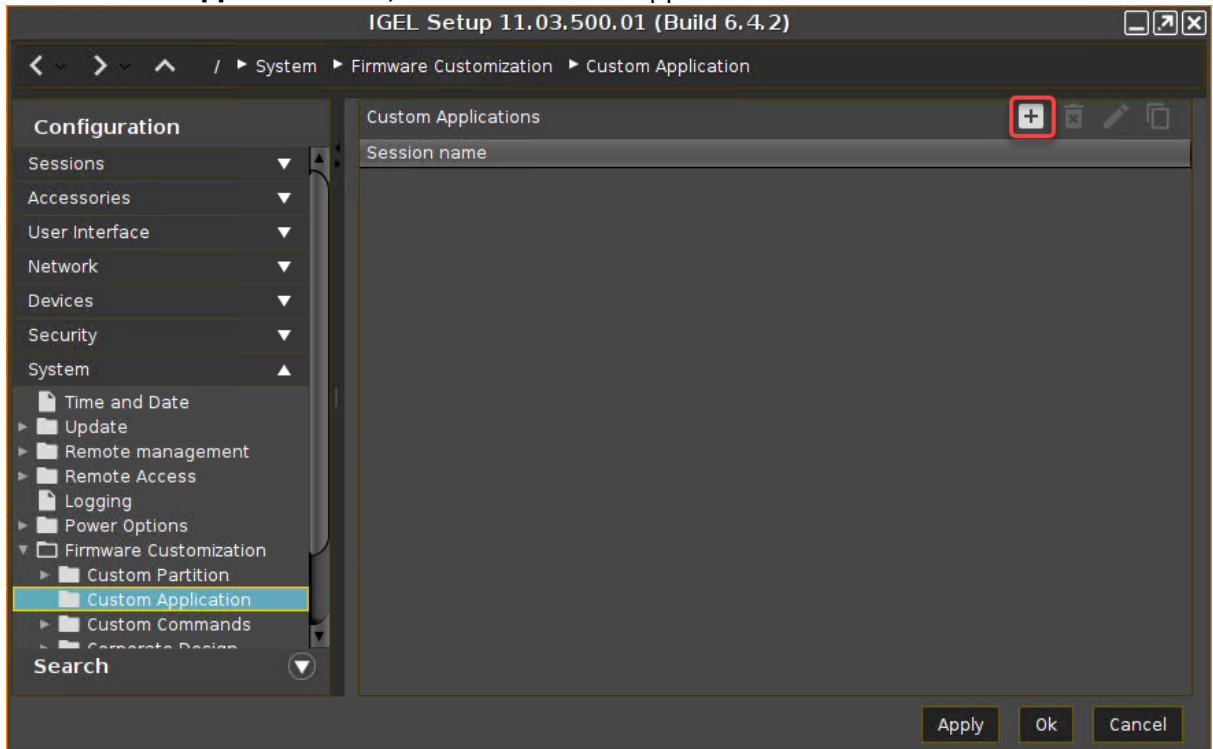 IGEL Setup 11.03.500.01 (Build 6.4.2)
/ System Firmware Customization Custom Application
Configuration
Sessions
Accessories
User Interface
Network
Devices
Security
System
Time and Date
Update
Remote management
Remote Access
Logging
Power Options
Firmware Customization
Custom Partition
Custom Application
Custom Commands
Corporate Design
Search
Custom Applications
Session name
Apply Ok Cancel